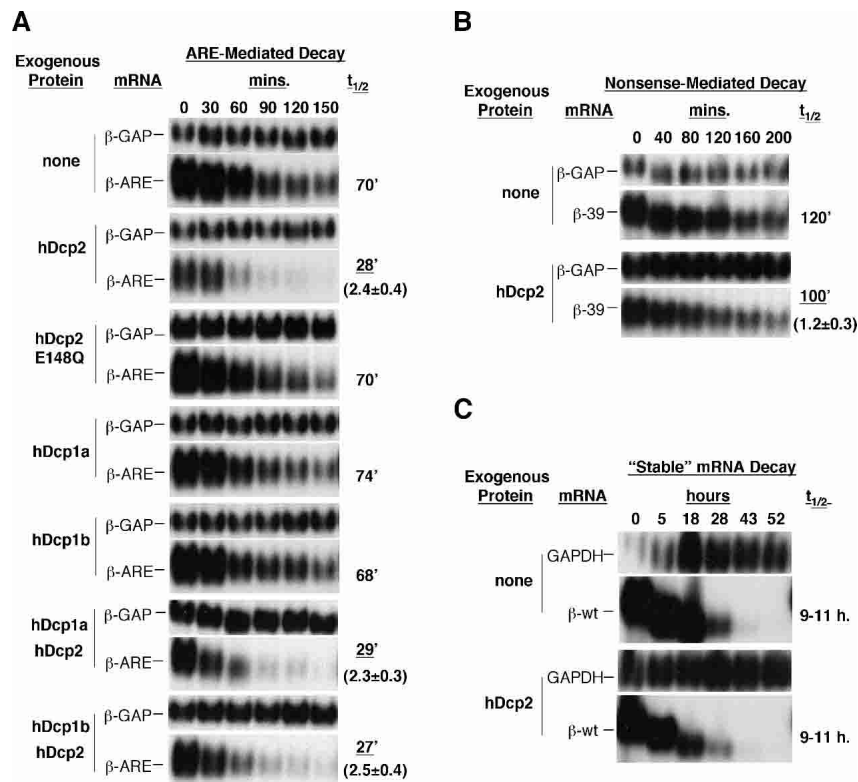 A
ARE-Mediated Decay
Exogenous
Protein mRNA mins. t1/2
0 30 60 90 120 150
none
β-GAP
β-ARE 70'
hDcp2
β-GAP
β-ARE 28'
(2.4±0.4)
hDcp2
E148Q
β-GAP
β-ARE 70'
hDcp1a
β-GAP
β-ARE 74'
hDcp1b
β-GAP
β-ARE 68'
hDcp1a
hDcp2
β-GAP
β-ARE 29'
(2.3±0.3)
hDcp1b
hDcp2
β-GAP
β-ARE 27'
(2.5±0.4)
B
Nonsense-Mediated Decay
Exogenous
Protein mRNA mins. t1/2
0 40 80 120 160 200
none
β-GAP
β-39 120'
hDcp2
β-GAP
β-39 100'
(1.2±0.3)
C
“Stable” mRNA Decay
Exogenous
Protein mRNA hours t1/2-
0 5 18 28 43 52
none
GAPDH
β-wt 9-11 h.
hDcp2
GAPDH
β-wt 9-11 h.